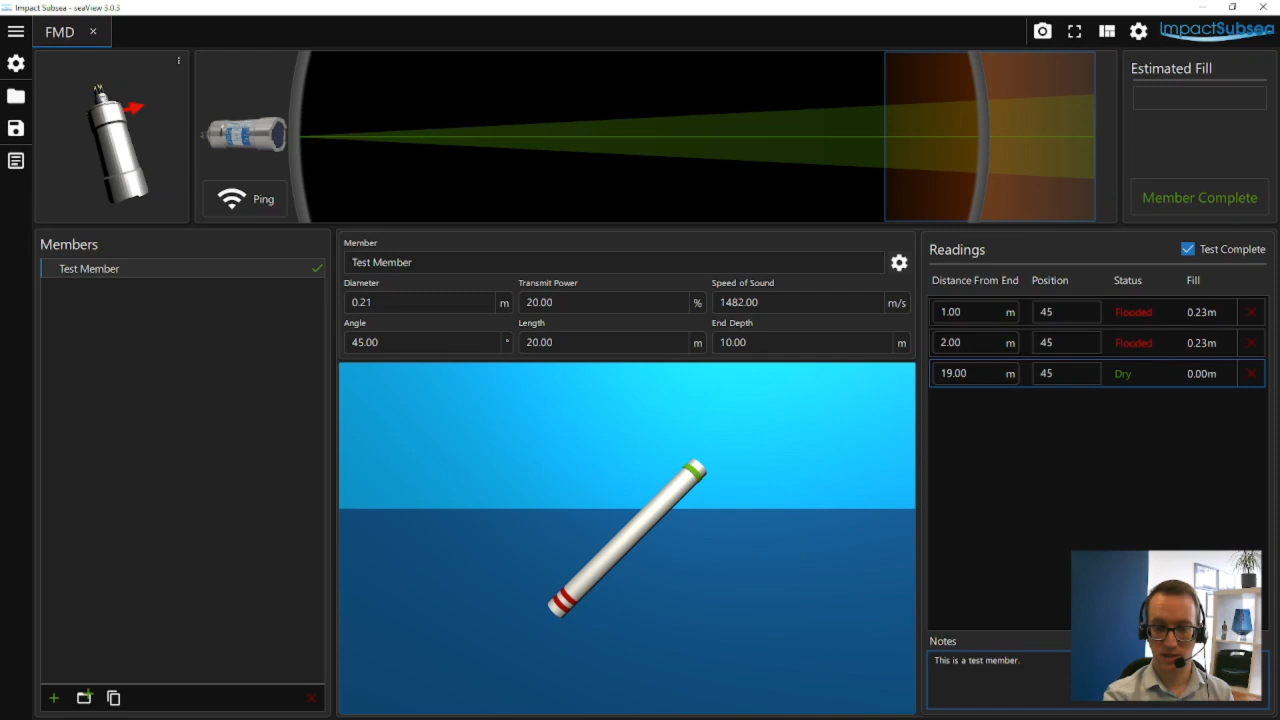 Impact Subsea - seaView 3.0.3
FMD
ImpactSubsea
Estimated Fill
Ping
Member Complete
Members
Test Member
Member
Test Member
Diameter Transmit Power Speed of Sound
0.21 m 20.00 % 1482.00 m/s
Angle Length End Depth
45.00 ° 20.00 m 10.00 m
Readings Test Complete
Distance From End Position Status Fill
1.00 m 45 Flooded 0.23m
2.00 m 45 Flooded 0.23m
19.00 m 45 Dry 0.00m
Notes
This is a test member.